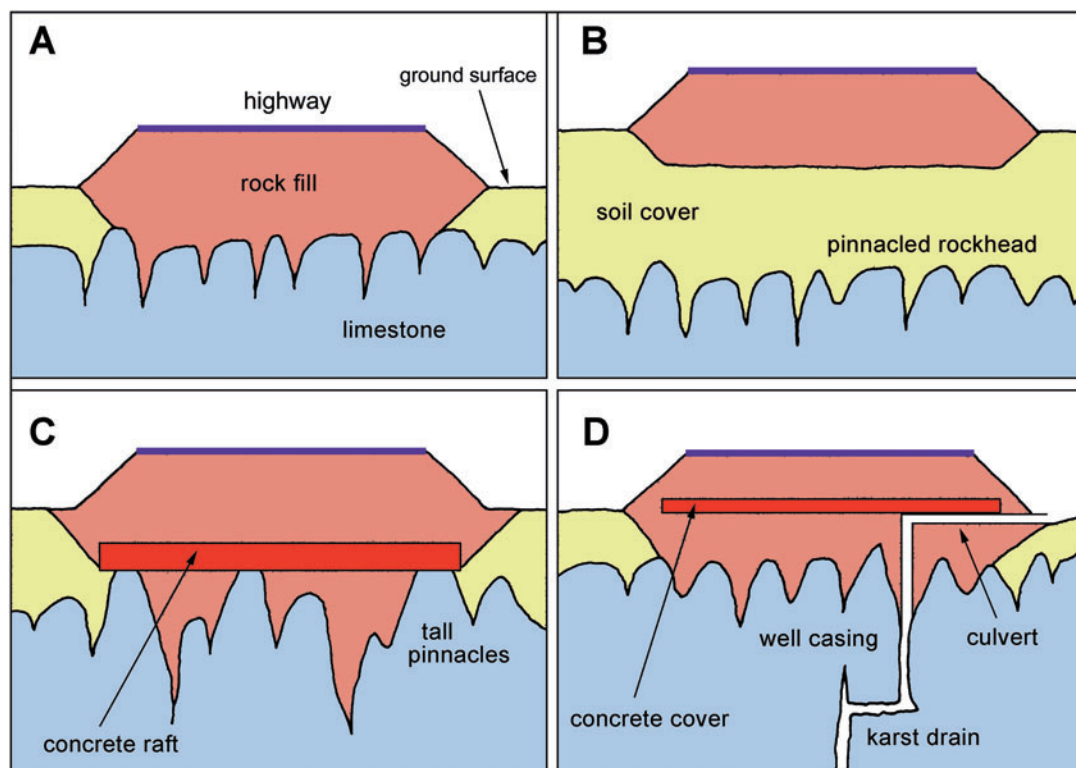 A
ground surface
highway
rock fill
limestone
B
soil cover
pinnacled rockhead
C
tall
pinnacles
concrete raft
D
well casing
culvert
concrete cover
karst drain